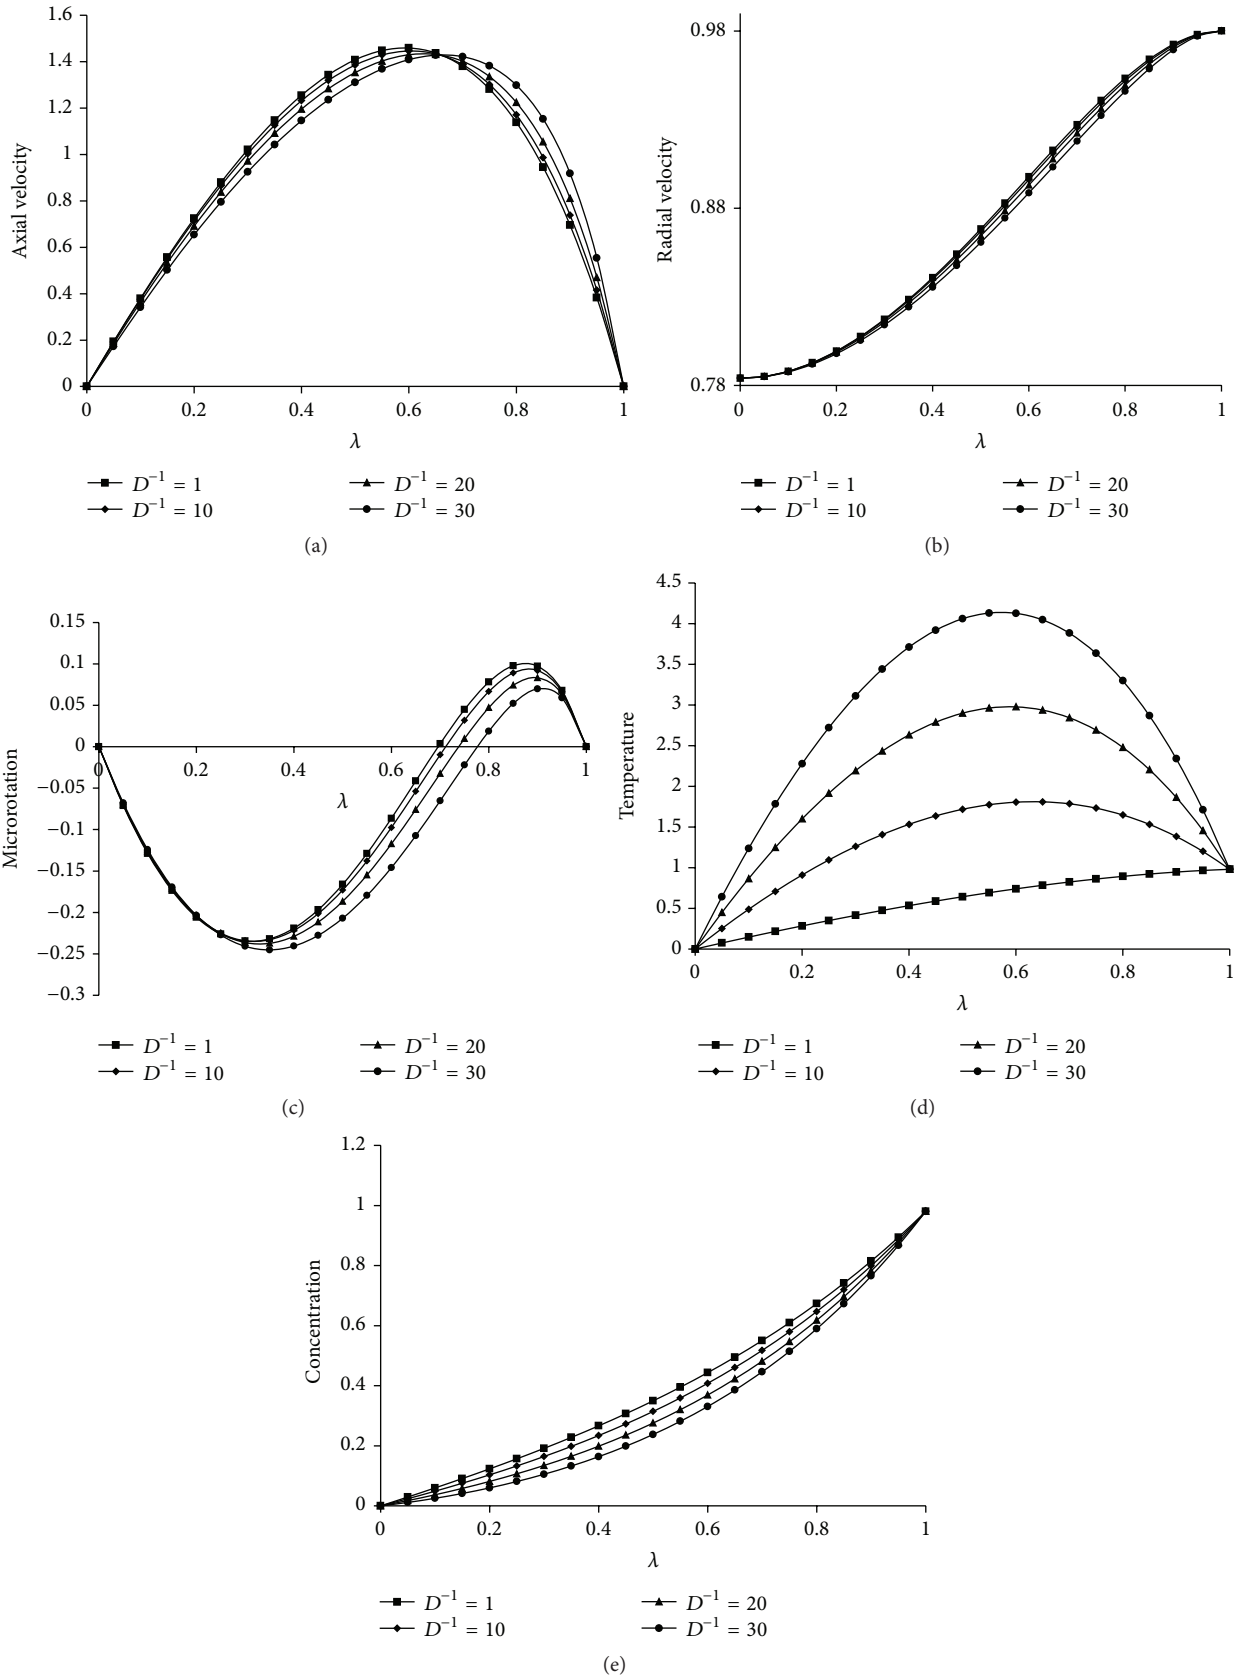 1.6
1.4
1.2
1
0.8
0.6
0.4
0.2
0
Axial velocity
0 0.2 0.4 0.6 0.8 1
λ
D⁻¹ = 1
D⁻¹ = 20
D⁻¹ = 10
D⁻¹ = 30
(a)
0.98
0.88
0.78
Radial velocity
0 0.2 0.4 0.6 0.8 1
λ
D⁻¹ = 1
D⁻¹ = 20
D⁻¹ = 10
D⁻¹ = 30
(b)
0.15
0.1
0.05
0
−0.05
−0.1
−0.15
−0.2
−0.25
−0.3
Microrotation
0 0.2 0.4 0.6 0.8 1
λ
D⁻¹ = 1
D⁻¹ = 20
D⁻¹ = 10
D⁻¹ = 30
(c)
4.5
4
3.5
3
2.5
2
1.5
1
0.5
0
Temperature
0 0.2 0.4 0.6 0.8 1
λ
D⁻¹ = 1
D⁻¹ = 20
D⁻¹ = 10
D⁻¹ = 30
(d)
1.2
1
0.8
0.6
0.4
0.2
0
Concentration
0 0.2 0.4 0.6 0.8 1
λ
D⁻¹ = 1
D⁻¹ = 20
D⁻¹ = 10
D⁻¹ = 30
(e)